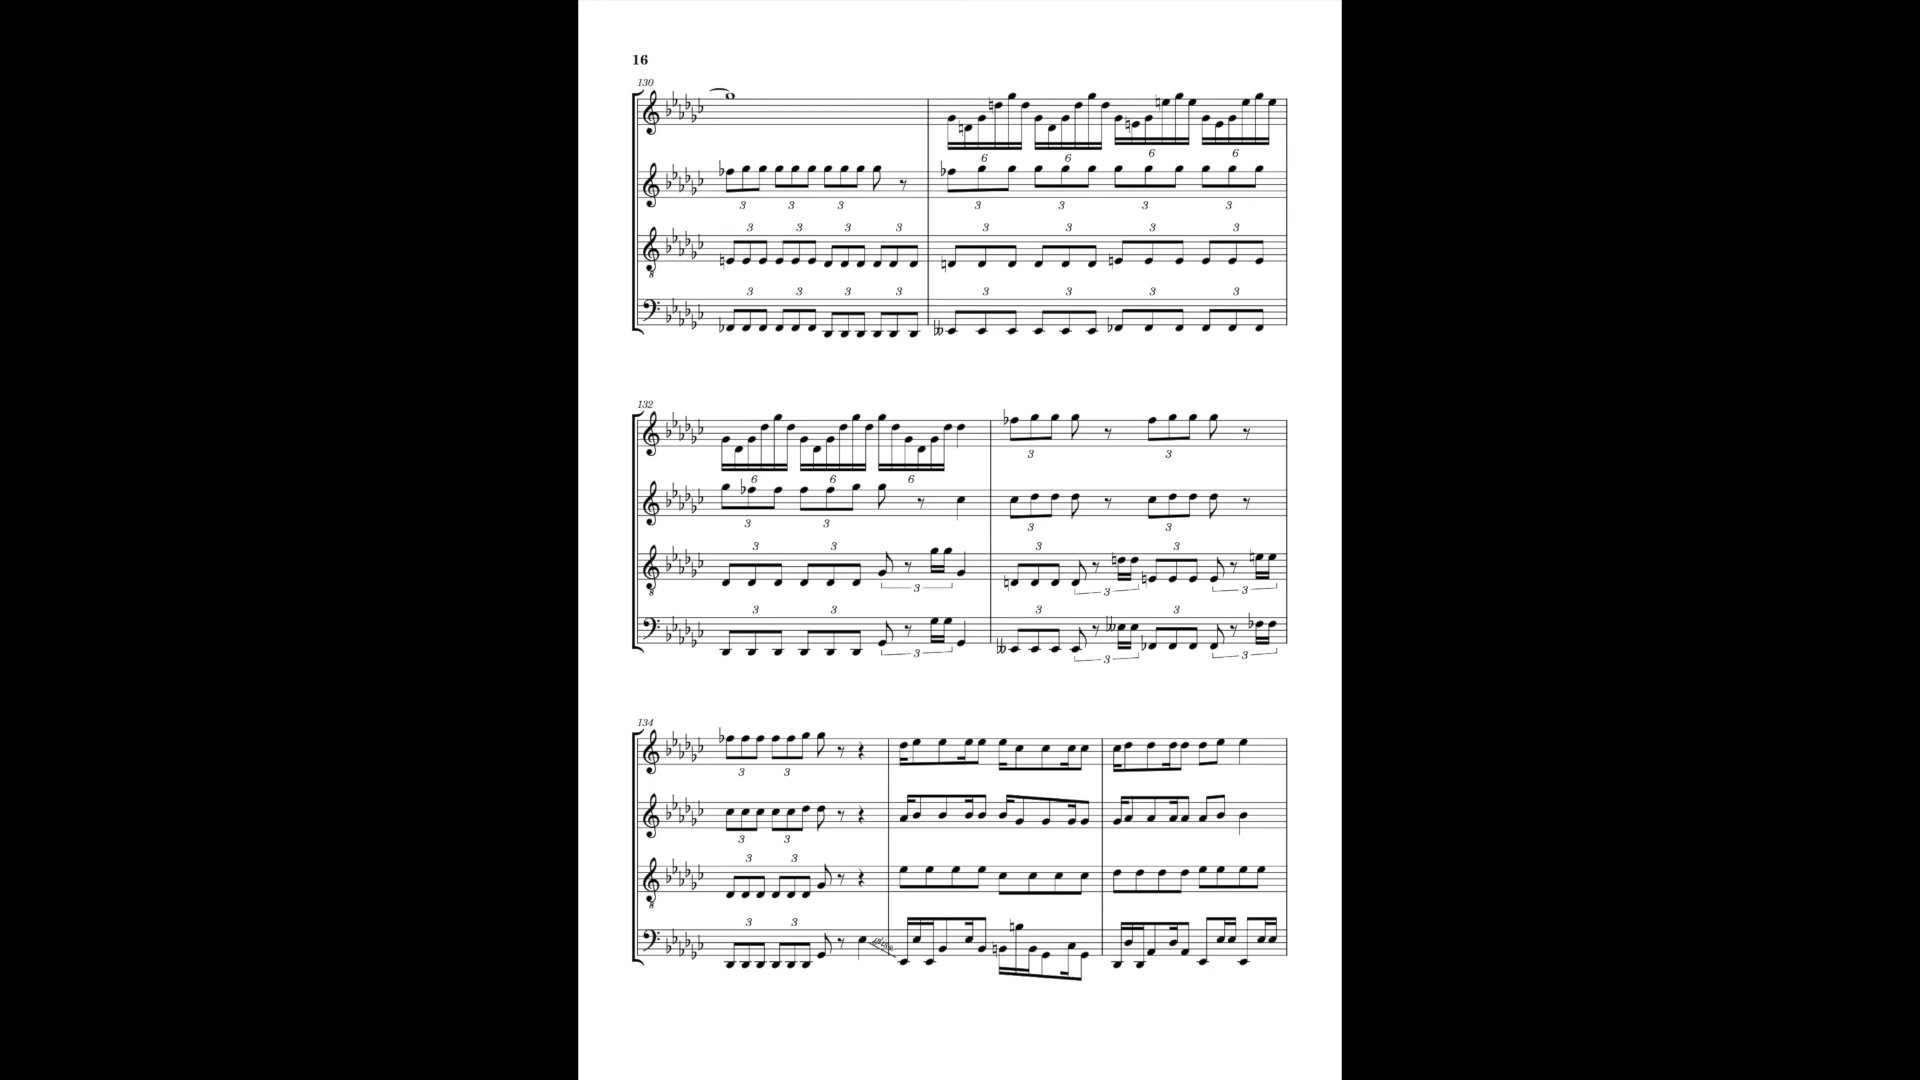 16
130
6 6 6 6
3 3 3 3 3 3 3
3 3 3 3 3 3 3 3
3 3 3 3 3 3 3 3
132
6 6 6 3 3
3 3 3 3
3 3 3 3 3 3 3
3 3 3 3 3 3 3
134
3 3
3 3
3 3
3 3
gliss.